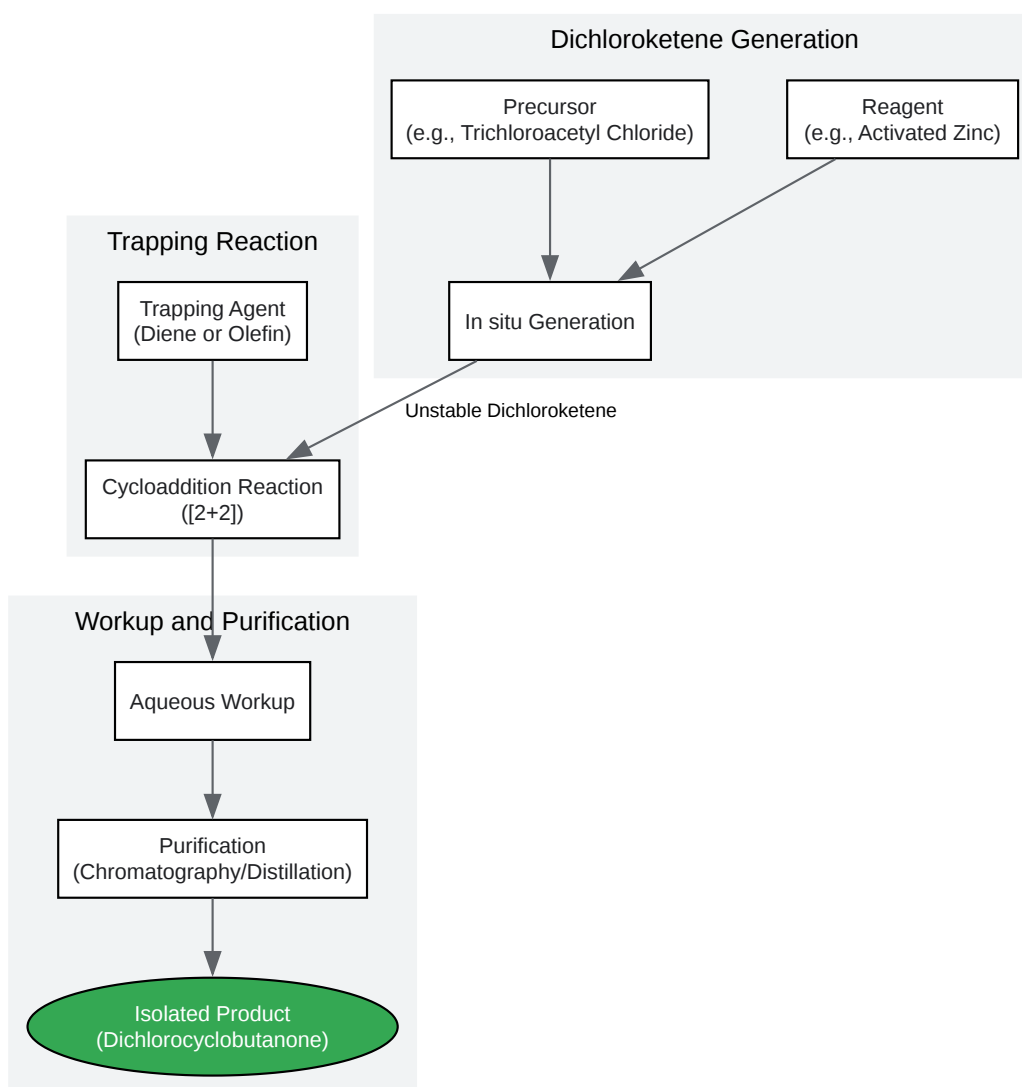 Dichloroketene Generation
Precursor
(e.g., Trichloroacetyl Chloride)
Reagent
(e.g., Activated Zinc)
In situ Generation
Unstable Dichloroketene
Trapping Reaction
Trapping Agent
(Diene or Olefin)
Cycloaddition Reaction
([2+2])
Workup and Purification
Aqueous Workup
Purification
(Chromatography/Distillation)
Isolated Product
(Dichlorocyclobutanone)